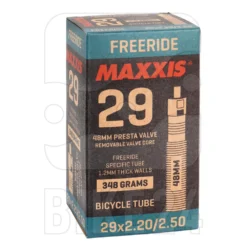 FREERIDE
MAXXIS
29
48MM PRESTA VALVE
REMOVABLE VALVE CORE
FREERIDE
SPECIFIC TUBE
1.2MM THICK WALLS
348 GRAMS
48MM
BICYCLE TUBE
29x2.20/2.50